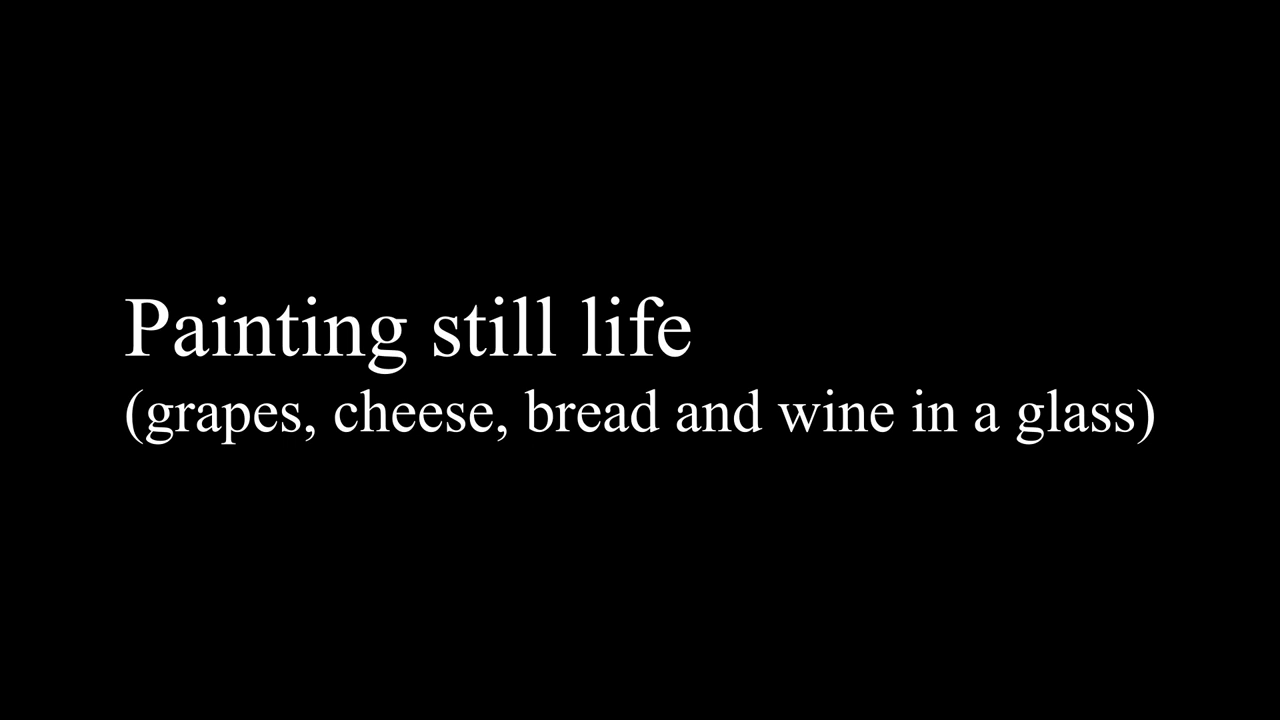 Painting still life
(grapes, cheese, bread and wine in a glass)